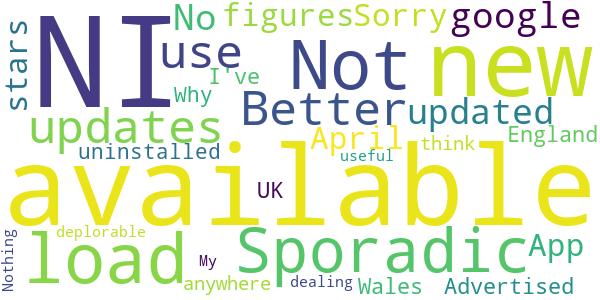 NI
No
figures
Sorry
google
stars
use
Not
new
I've
Why
Better
updated
updates
April
think
England
uninstalled
useful
available
UK
deplorable
load
Sporadic
App
Nothing
My
anywhere
dealing
Wales
Advertised